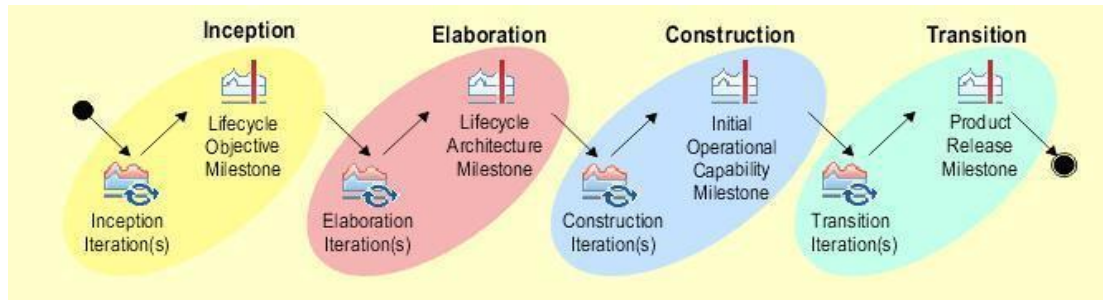 Inception
Elaboration
Construction
Transition
Lifecycle
Objective
Milestone
Inception
Iteration(s)
Lifecycle
Architecture
Milestone
Elaboration
Iteration(s)
Initial
Operational
Capability
Milestone
Construction
Iteration(s)
Product
Release
Milestone
Transition
Iteration(s)